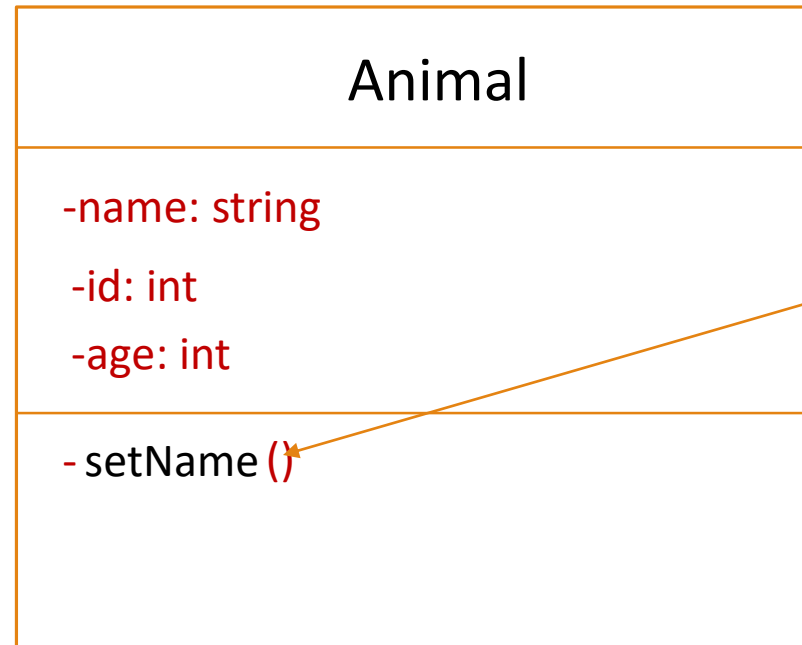 Animal
-name: string
-id: int
-age: int
- setName ()